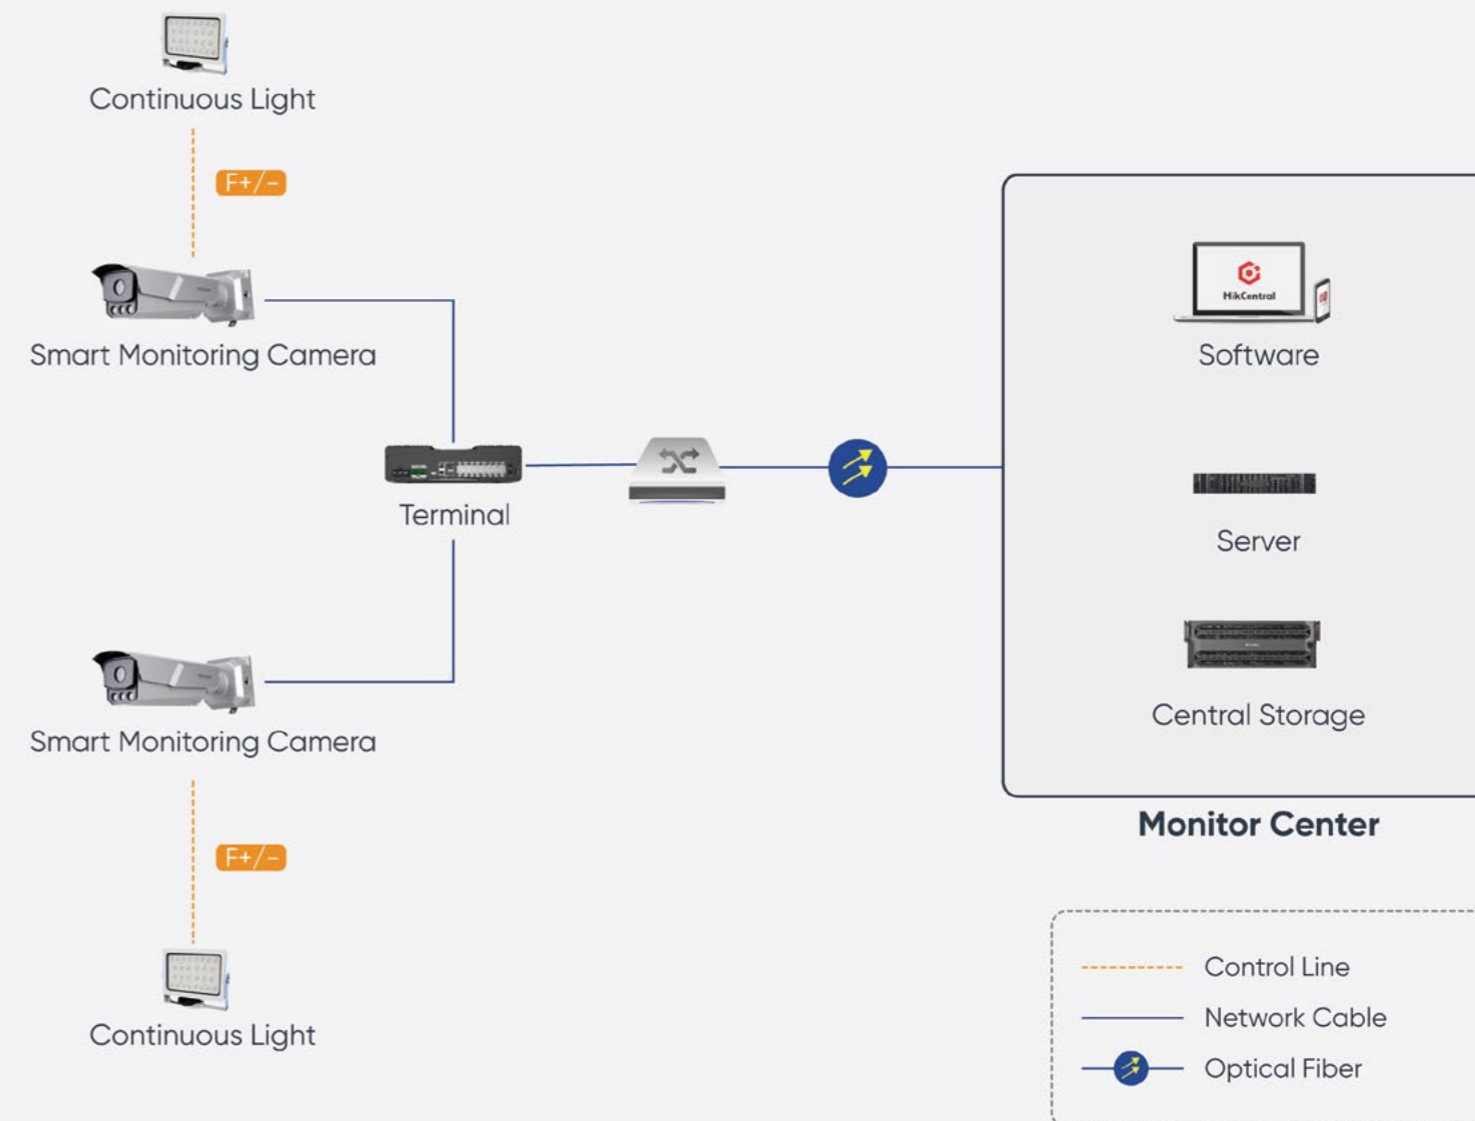 Continuous Light
F+/-
Smart Monitoring Camera
Terminal
Smart Monitoring Camera
F+/-
Continuous Light
HikCentral
Software
Server
Central Storage
Monitor Center
Control Line
Network Cable
Optical Fiber